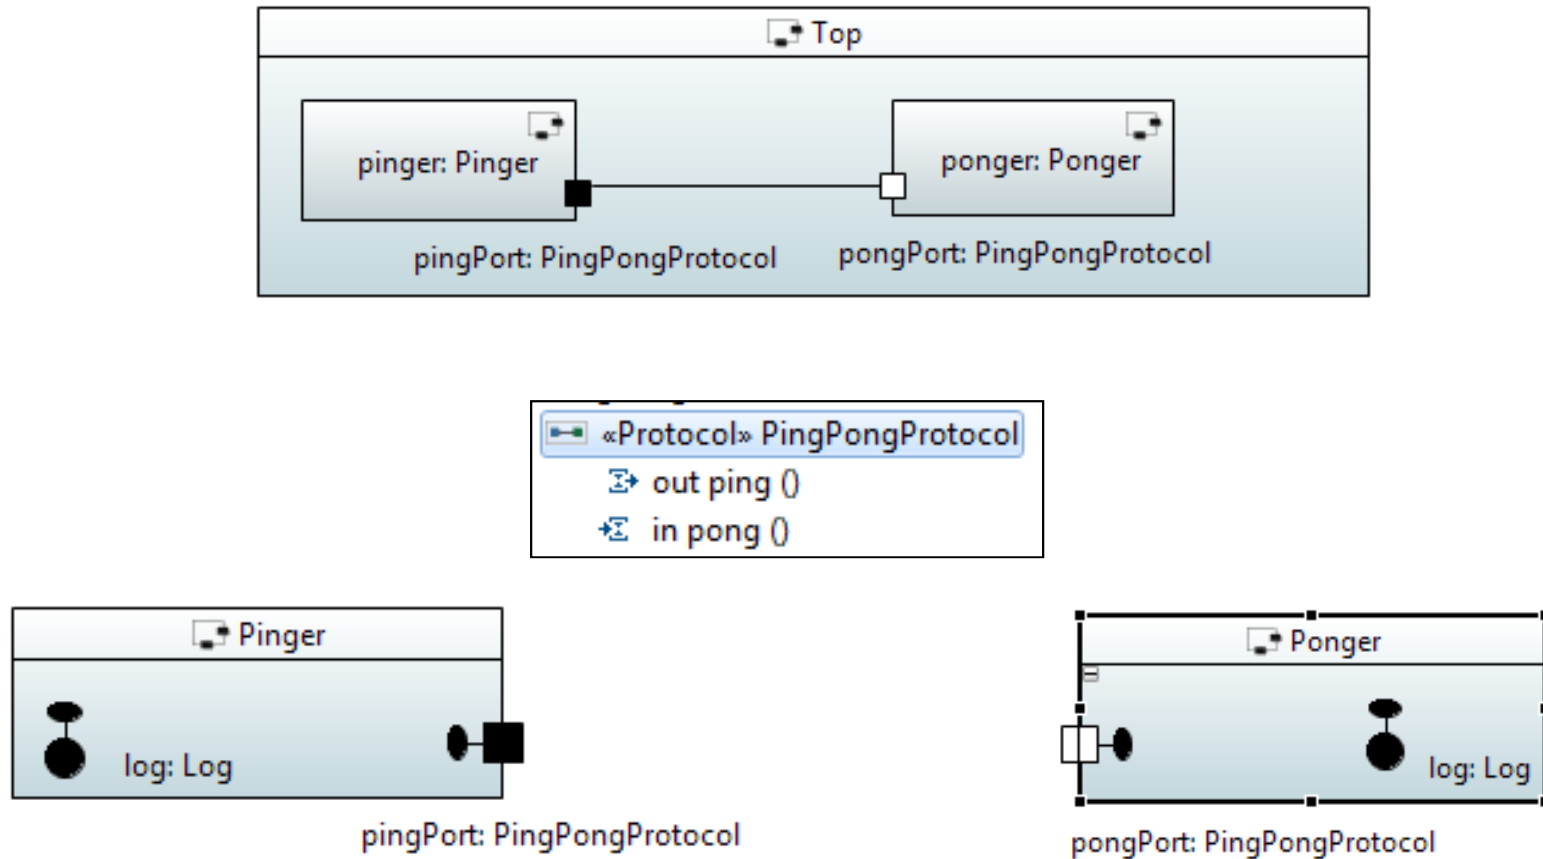 Top
pinger: Pinger
ponger: Ponger
pingPort: PingPongProtocol
pongPort: PingPongProtocol
«Protocol» PingPongProtocol
out ping ()
in pong ()
Pinger
Ponger
log: Log
log: Log
pingPort: PingPongProtocol
pongPort: PingPongProtocol